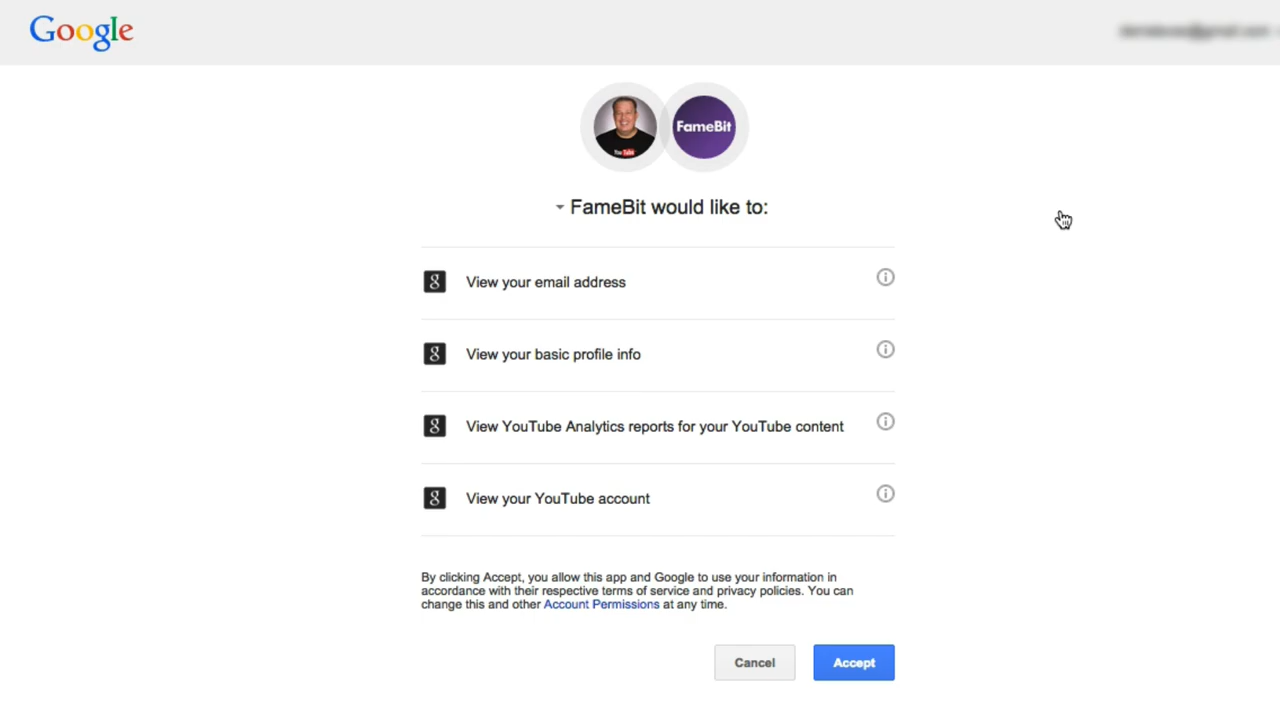 Google
FameBit
You Tube
FameBit would like to:
View your email address
View your basic profile info
View YouTube Analytics reports for your YouTube content
View your YouTube account
By clicking Accept, you allow this app and Google to use your information in
accordance with their respective terms of service and privacy policies. You can
change this and other Account Permissions at any time.
Cancel
Accept